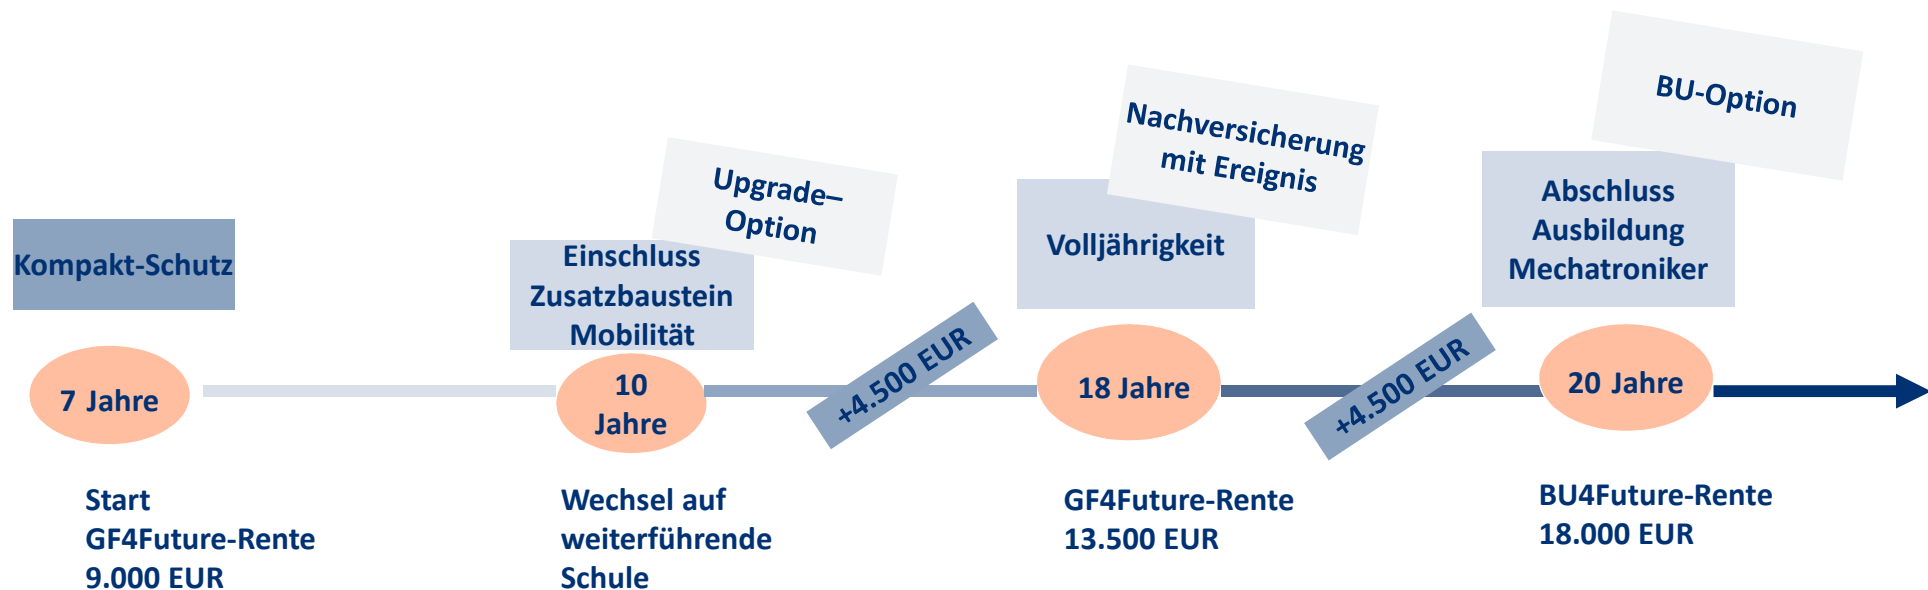 Kompakt-Schutz
7 Jahre
Start
GF4Future-Rente
9.000 EUR
Upgrade–
Option
Einschluss
Zusatzbaustein
Mobilität
10
Jahre
Wechsel auf
weiterführende
Schule
+4.500 EUR
Nachversicherung
mit Ereignis
Volljährigkeit
18 Jahre
GF4Future-Rente
13.500 EUR
+4.500 EUR
BU-Option
Abschluss
Ausbildung
Mechatroniker
20 Jahre
BU4Future-Rente
18.000 EUR